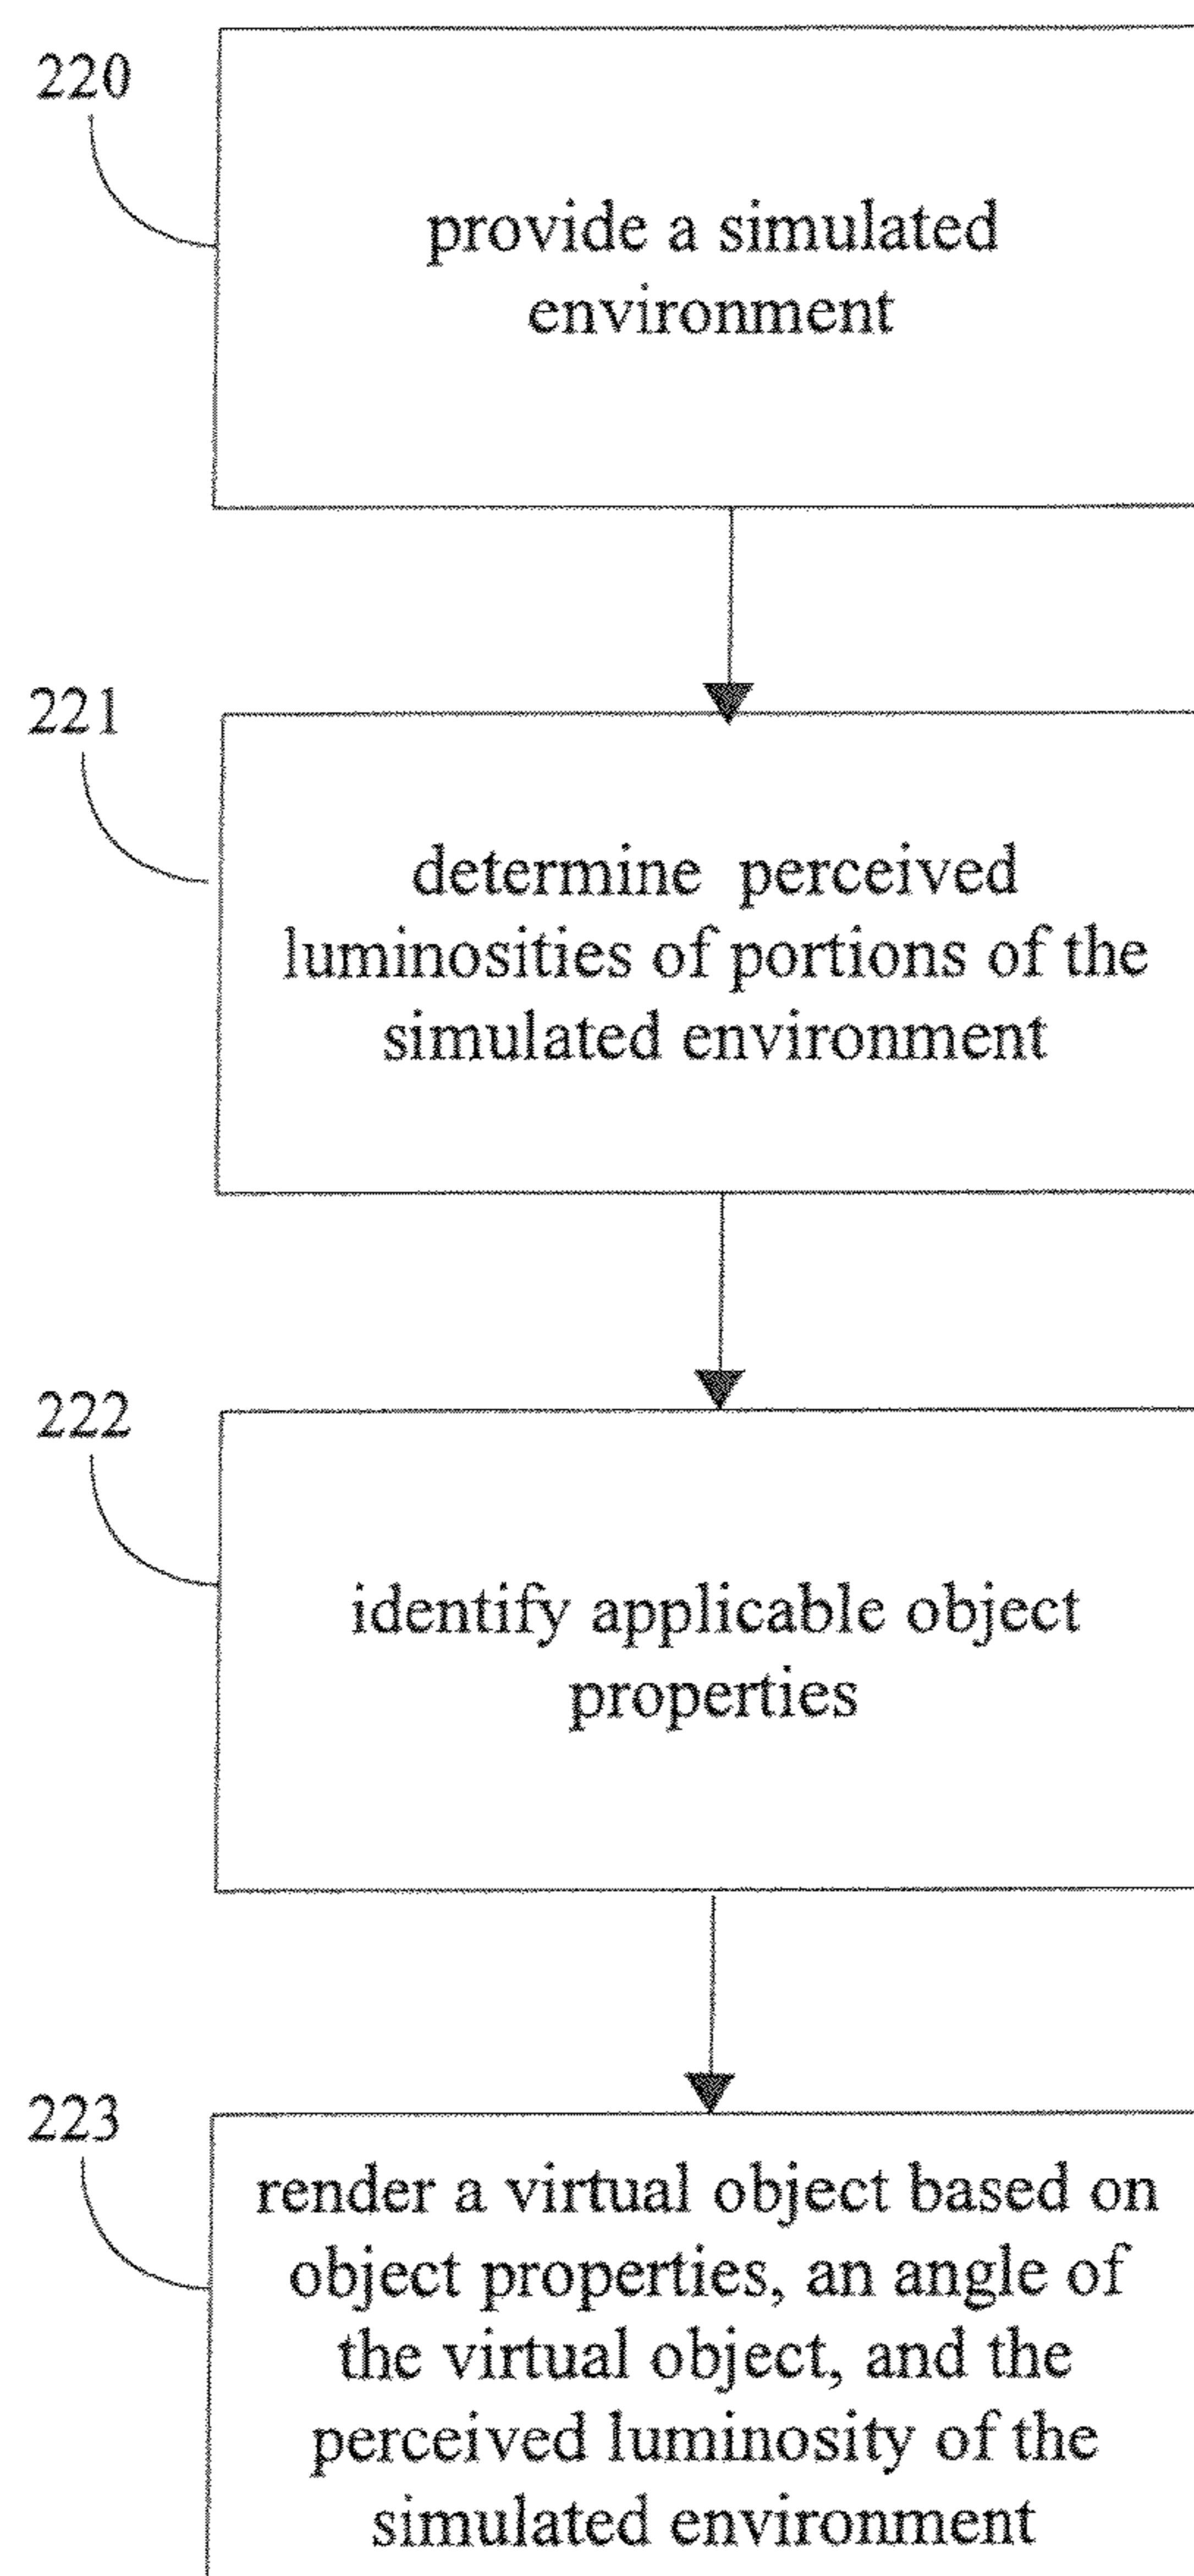 220
provide a simulated
environment
221
determine perceived
luminosities of portions of the
simulated environment
222
identify applicable object
properties
223
render a virtual object based on
object properties, an angle of
the virtual object, and the
perceived luminosity of the
simulated environment